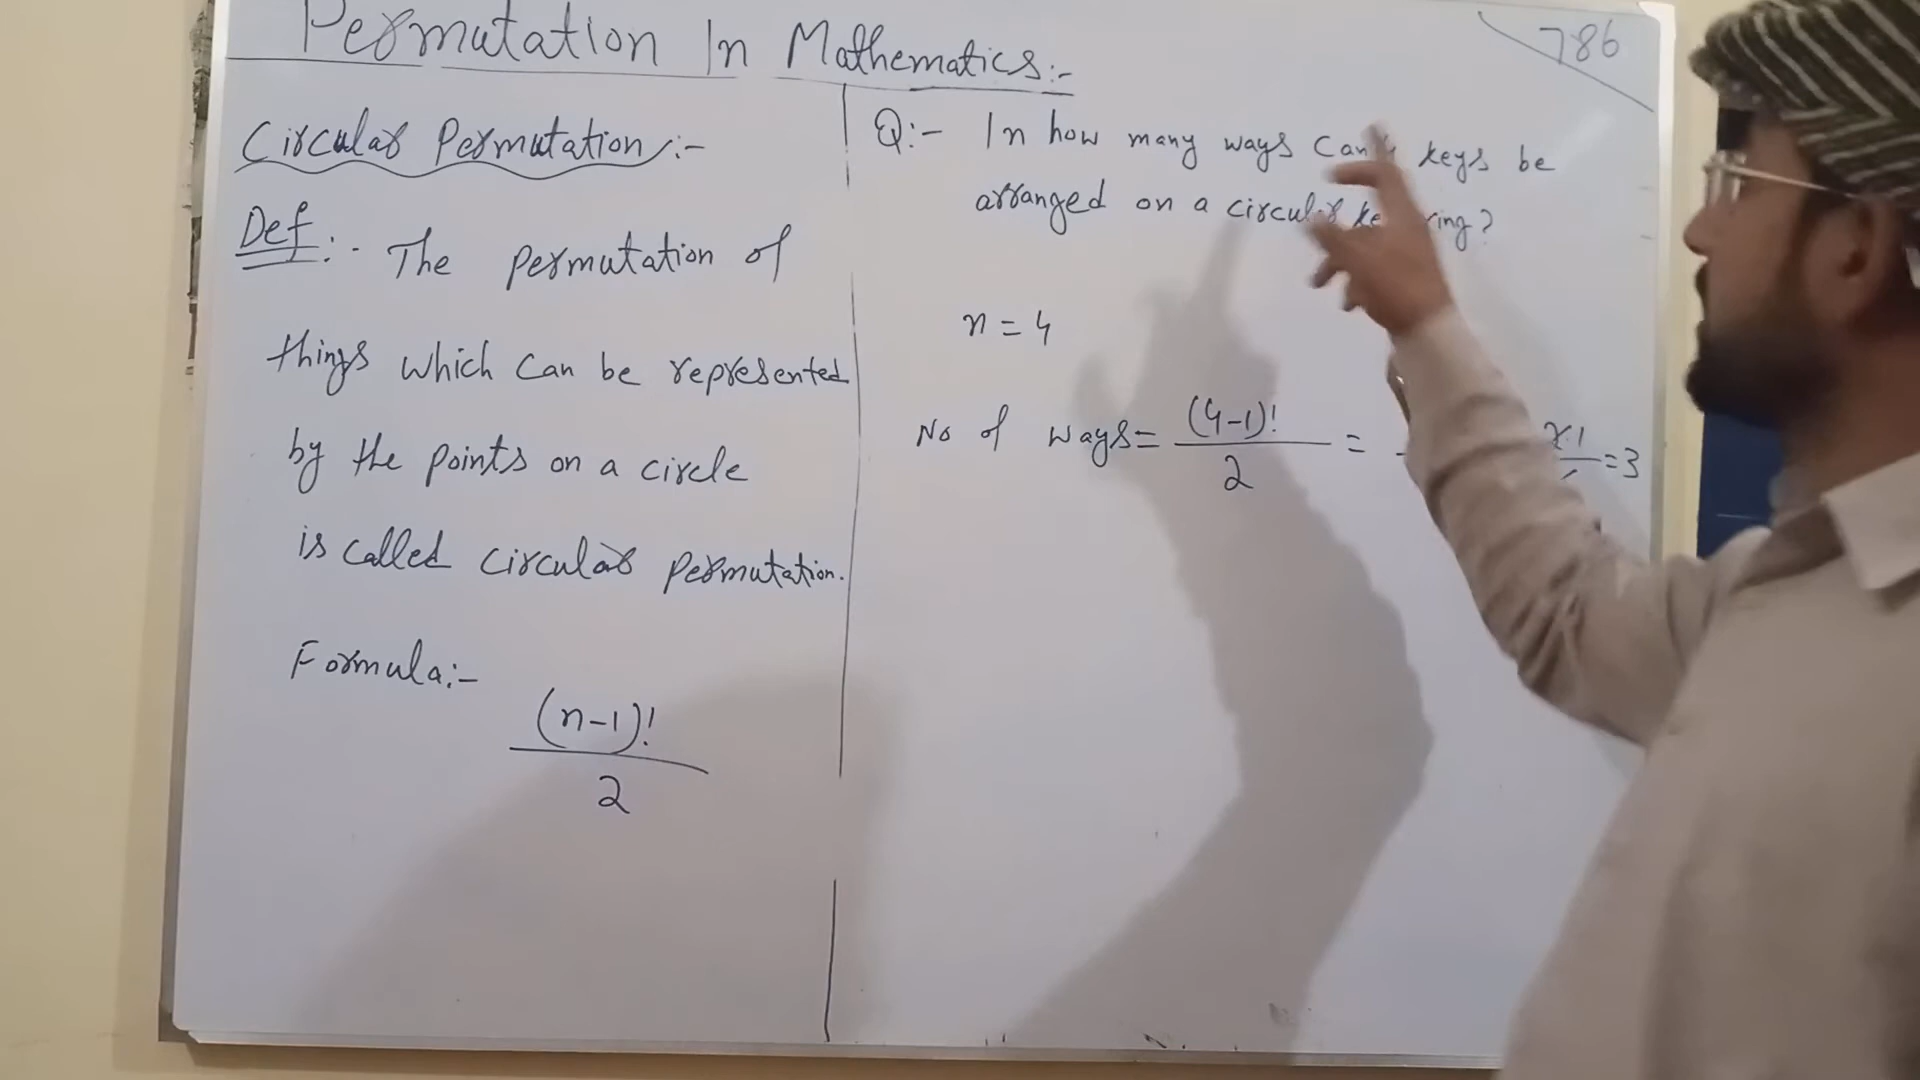 Permutation In Mathematics:-
786
Circular Permutation:-
Def:- The permutation of
things which can be represented
by the points on a circle
is called circular permutation.
Formula:-
(n-1)!
2
Q:- In how many ways can 4 keys be
arranged on a circular ring?
n = 4
No of ways = (4-1)! / 2 =
= 3